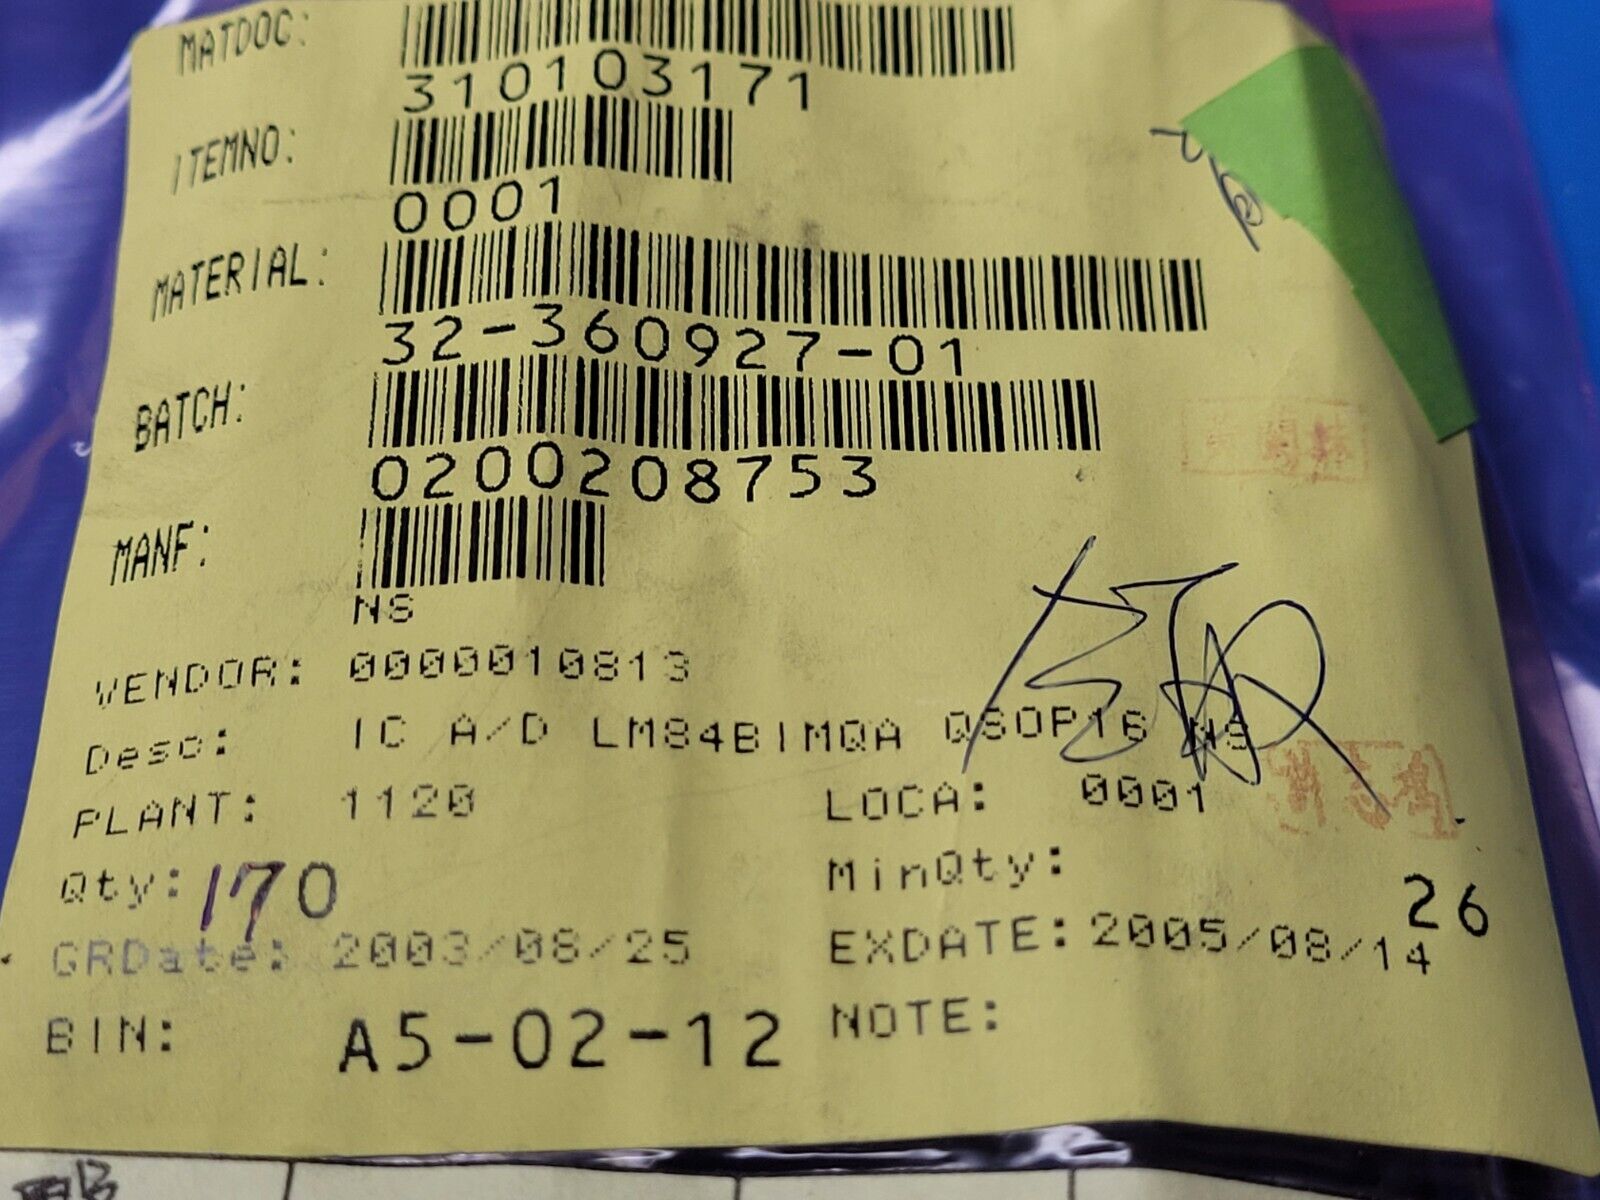 MATDOC:
310103171
ITEMNO:
0001
MATERIAL:
32-360927-01
BATCH:
0200208753
MANF:
NS
VENDOR: 0000010813
Desc: IC A/D LM84BIMQA QSOP16 NS
PLANT: 1120 LOCA: 0001
Qty: 170 MinQty:
26
GRDate: 2003/08/25 EXDATE: 2005/08/14
BIN: A5-02-12 NOTE: